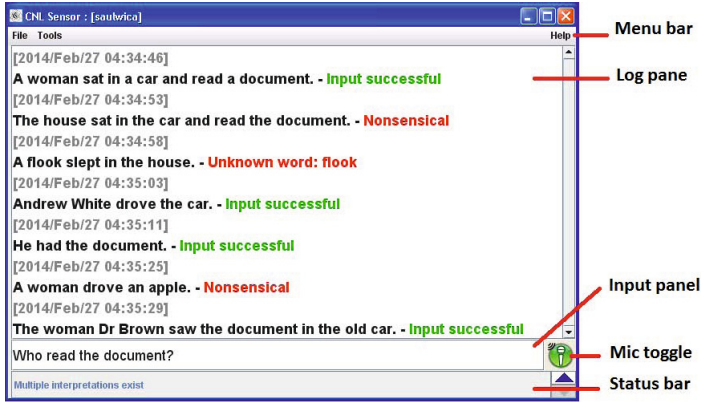 CNL Sensor : [saulwica]
File Tools Help
Menu bar
[2014/Feb/27 04:34:46]
A woman sat in a car and read a document. - Input successful
Log pane
[2014/Feb/27 04:34:53]
The house sat in the car and read the document. - Nonsensical
[2014/Feb/27 04:34:58]
A flook slept in the house. - Unknown word: flook
[2014/Feb/27 04:35:03]
Andrew White drove the car. - Input successful
[2014/Feb/27 04:35:11]
He had the document. - Input successful
[2014/Feb/27 04:35:25]
A woman drove an apple. - Nonsensical
Input panel
[2014/Feb/27 04:35:29]
The woman Dr Brown saw the document in the old car. - Input successful
Who read the document?
Mic toggle
Multiple interpretations exist
Status bar